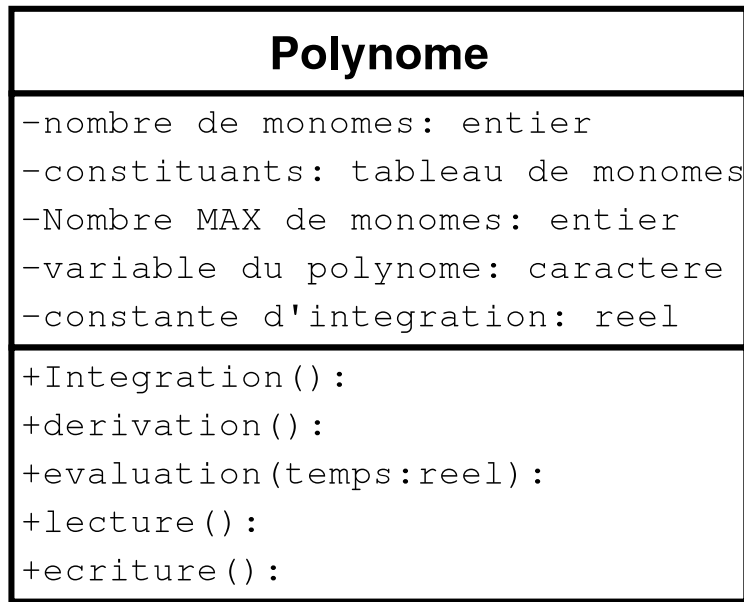 Polynome
-nombre de monomes: entier
-constituants: tableau de monomes
-Nombre MAX de monomes: entier
-variable du polynome: caractere
-constante d'integration: reel
+Integration():
+derivation():
+evaluation(temps:reel):
+lecture():
+ecriture():